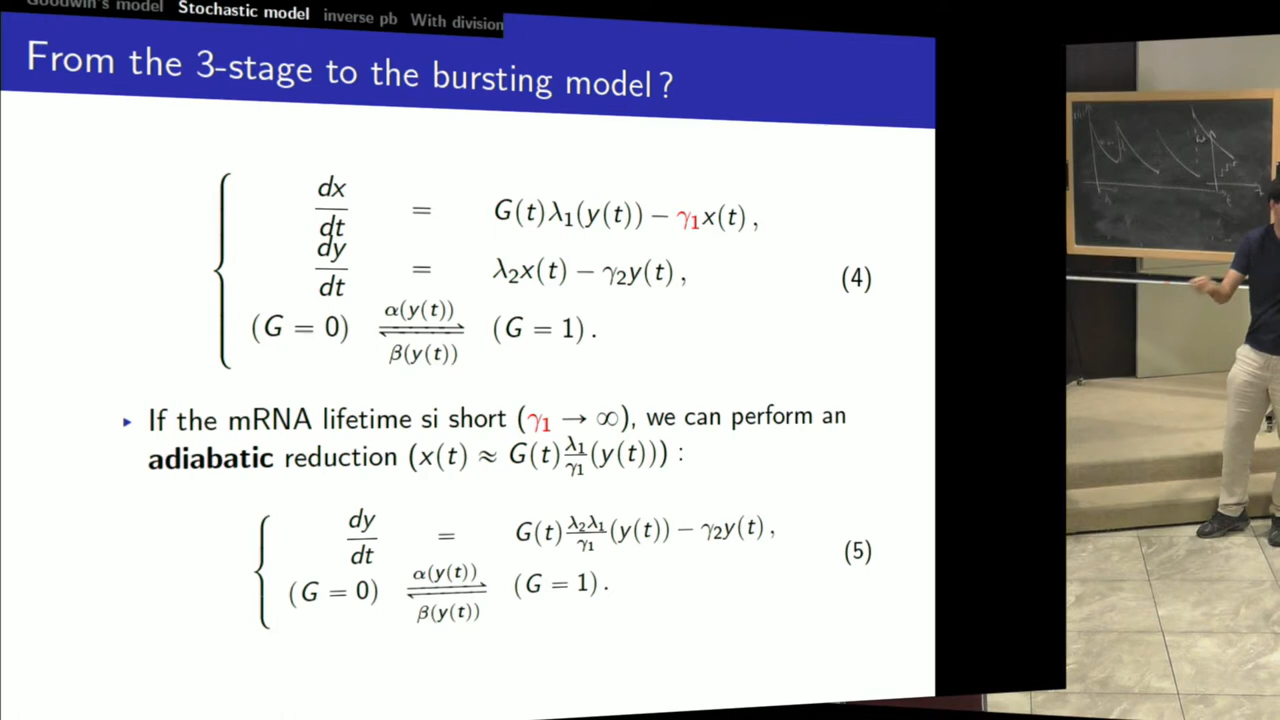 Goodwin's model Stochastic model inverse pb With division
From the 3-stage to the bursting model ?
dx/dt = G(t)λ₁(y(t)) − γ₁x(t) ,
dy/dt = λ₂x(t) − γ₂y(t) , (4)
(G = 0) α(y(t)) ⇌ β(y(t)) (G = 1) .
▸ If the mRNA lifetime si short (γ₁ → ∞), we can perform an
adiabatic reduction (x(t) ≈ G(t) λ₁/γ₁ (y(t))) :
dy/dt = G(t) λ₂λ₁/γ₁ (y(t)) − γ₂y(t) , (5)
(G = 0) α(y(t)) ⇌ β(y(t)) (G = 1) .